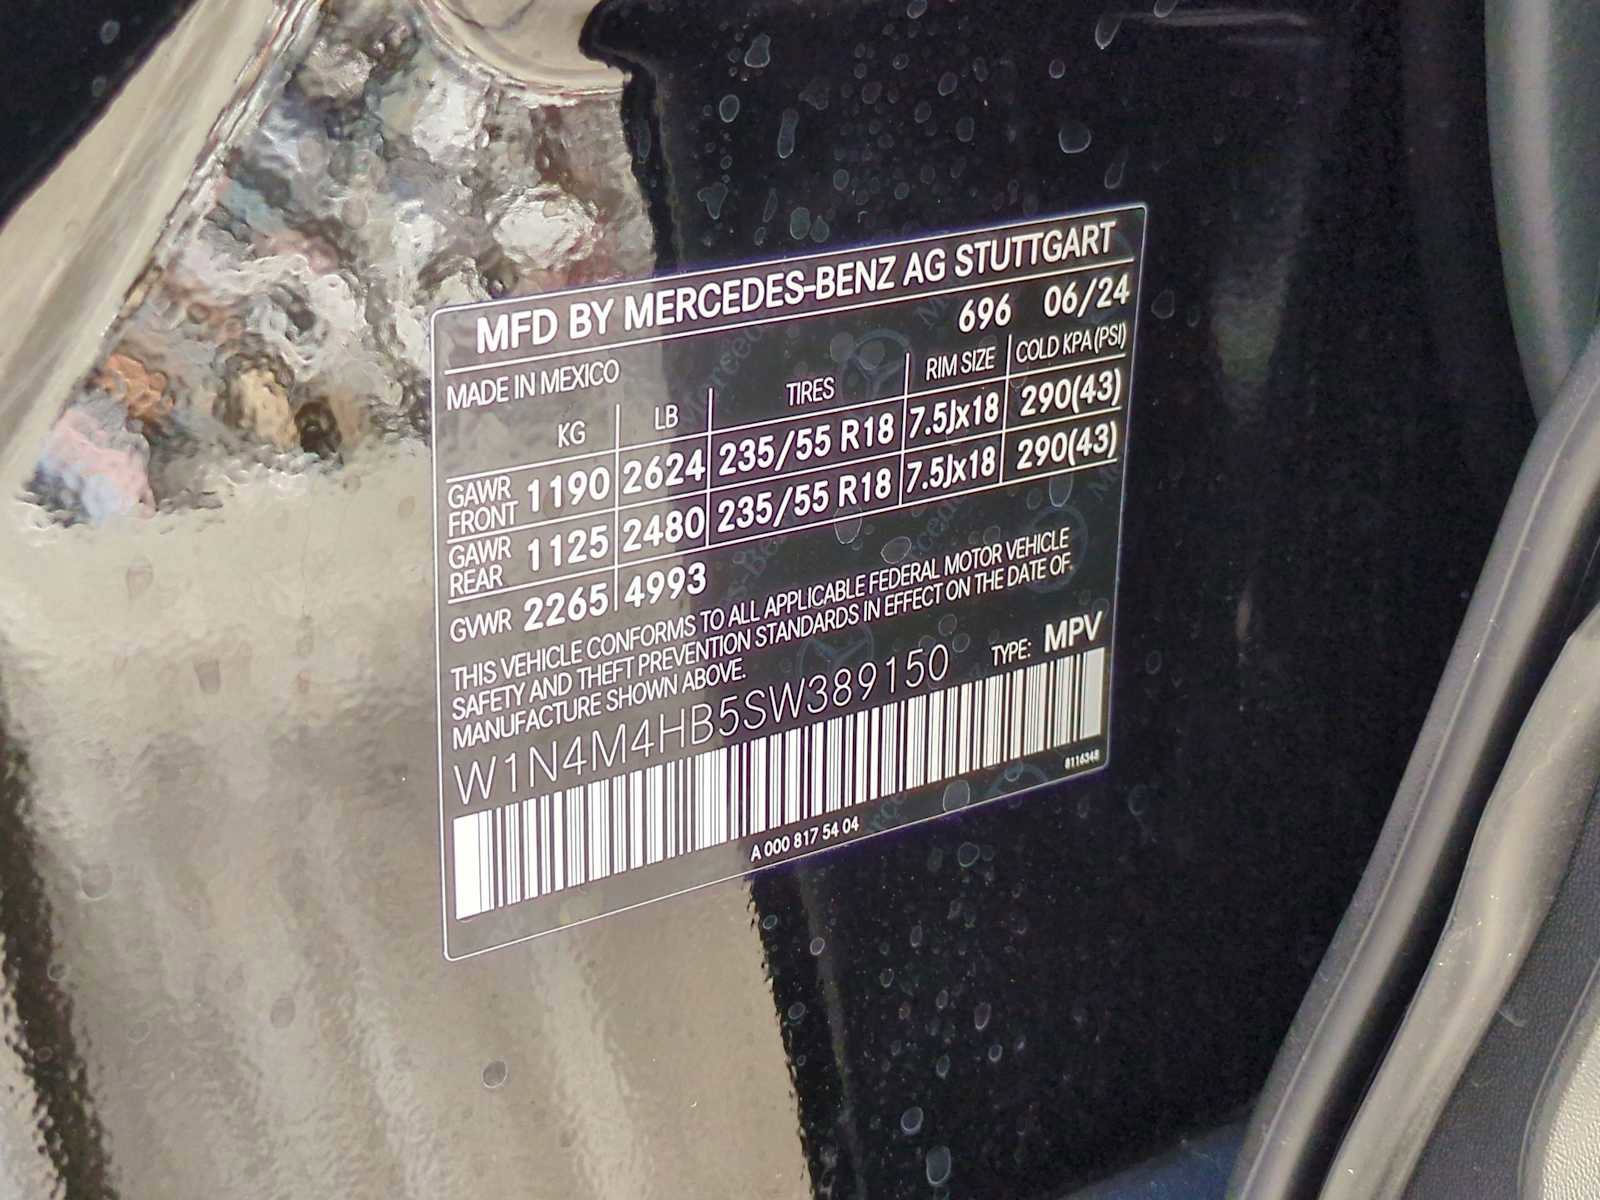 MFD BY MERCEDES-BENZ AG STUTTGART
696 06/24
MADE IN MEXICO
KG LB TIRES RIM SIZE COLD KPA(PSI)
GAWR FRONT 1190 2624 235/55 R18 7.5Jx18 290(43)
GAWR REAR 1125 2480 235/55 R18 7.5Jx18 290(43)
GVWR 2265 4993
THIS VEHICLE CONFORMS TO ALL APPLICABLE FEDERAL MOTOR VEHICLE
SAFETY AND THEFT PREVENTION STANDARDS IN EFFECT ON THE DATE OF
MANUFACTURE SHOWN ABOVE.
W1N4M4HB5SW389150 TYPE: MPV
8116348
A 000 817 54 04